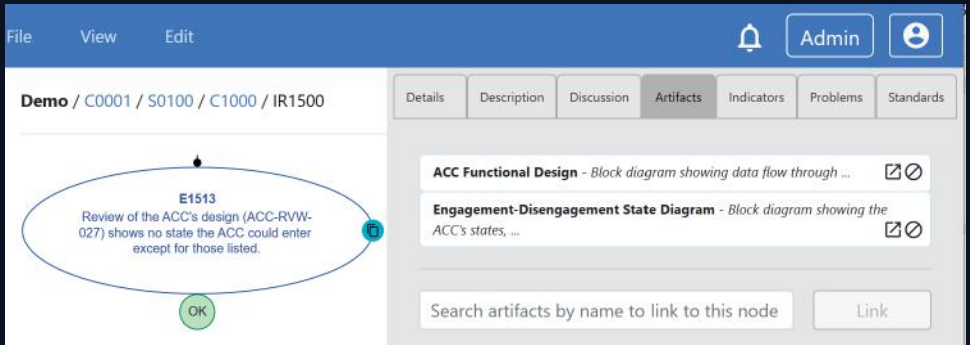 File View Edit Admin
Demo / C0001 / S0100 / C1000 / IR1500
Details Description Discussion Artifacts Indicators Problems Standards
E1513
Review of the ACC's design (ACC-RVW-
027) shows no state the ACC could enter
except for those listed.
OK
ACC Functional Design - Block diagram showing data flow through ...
Engagement-Disengagement State Diagram - Block diagram showing the
ACC's states, ...
Search artifacts by name to link to this node
Link